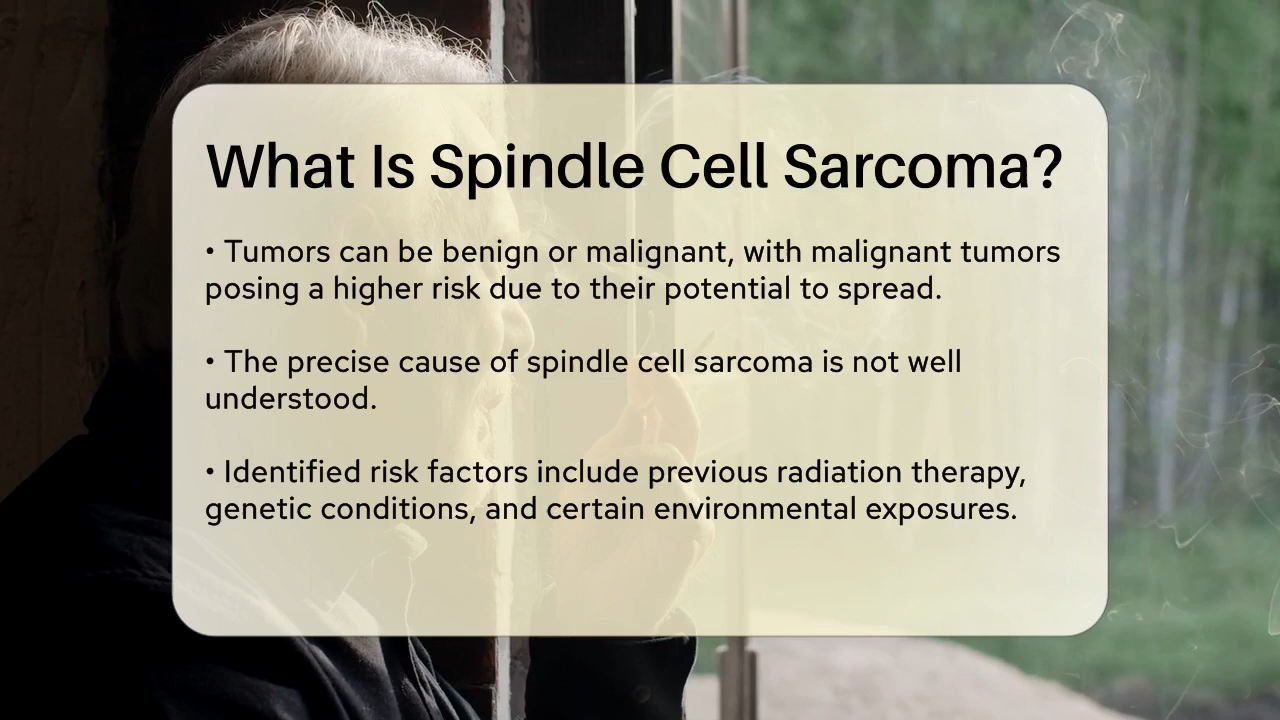 What Is Spindle Cell Sarcoma?
• Tumors can be benign or malignant, with malignant tumors
posing a higher risk due to their potential to spread.
• The precise cause of spindle cell sarcoma is not well
understood.
• Identified risk factors include previous radiation therapy,
genetic conditions, and certain environmental exposures.